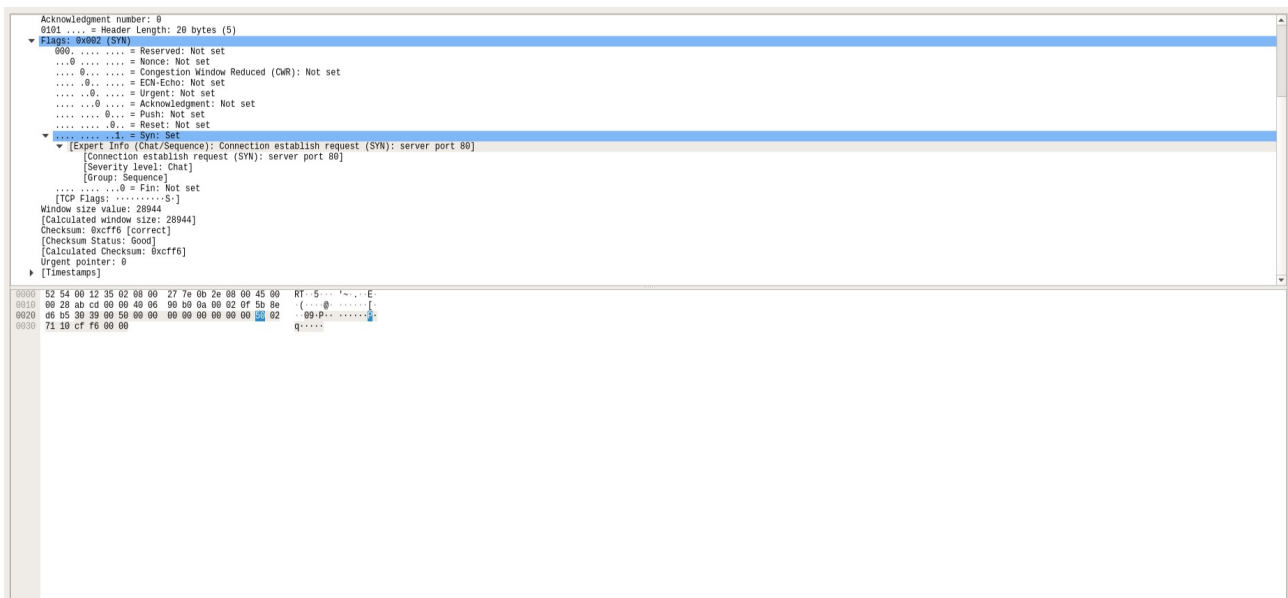 Acknowledgment number: 0
0101 .... = Header Length: 20 bytes (5)
Flags: 0x002 (SYN)
000. .... .... = Reserved: Not set
...0 .... .... = Nonce: Not set
.... 0... .... = Congestion Window Reduced (CWR): Not set
.... .0.. .... = ECN-Echo: Not set
.... ..0. .... = Urgent: Not set
.... ...0 .... = Acknowledgment: Not set
.... .... 0... = Push: Not set
.... .... .0.. = Reset: Not set
.... .... ..1. = Syn: Set
[Expert Info (Chat/Sequence): Connection establish request (SYN): server port 80]
[Connection establish request (SYN): server port 80]
[Severity level: Chat]
[Group: Sequence]
.... .... ...0 = Fin: Not set
[TCP Flags: ··········S·]
Window size value: 28944
[Calculated window size: 28944]
Checksum: 0xcff6 [correct]
[Checksum Status: Good]
[Calculated Checksum: 0xcff6]
Urgent pointer: 0
[Timestamps]
0000 52 54 00 12 35 02 08 00 27 7e 0b 2e 08 00 45 00 RT··5··· '~·.··E·
0010 00 28 ab cd 00 00 40 06 90 b0 0a 00 02 0f 5b 8e ·(····@· ······[·
0020 d6 b5 30 39 00 50 00 00 00 00 00 00 00 00 50 02 ··09·P·· ······P·
0030 71 10 cf f6 00 00 q·····